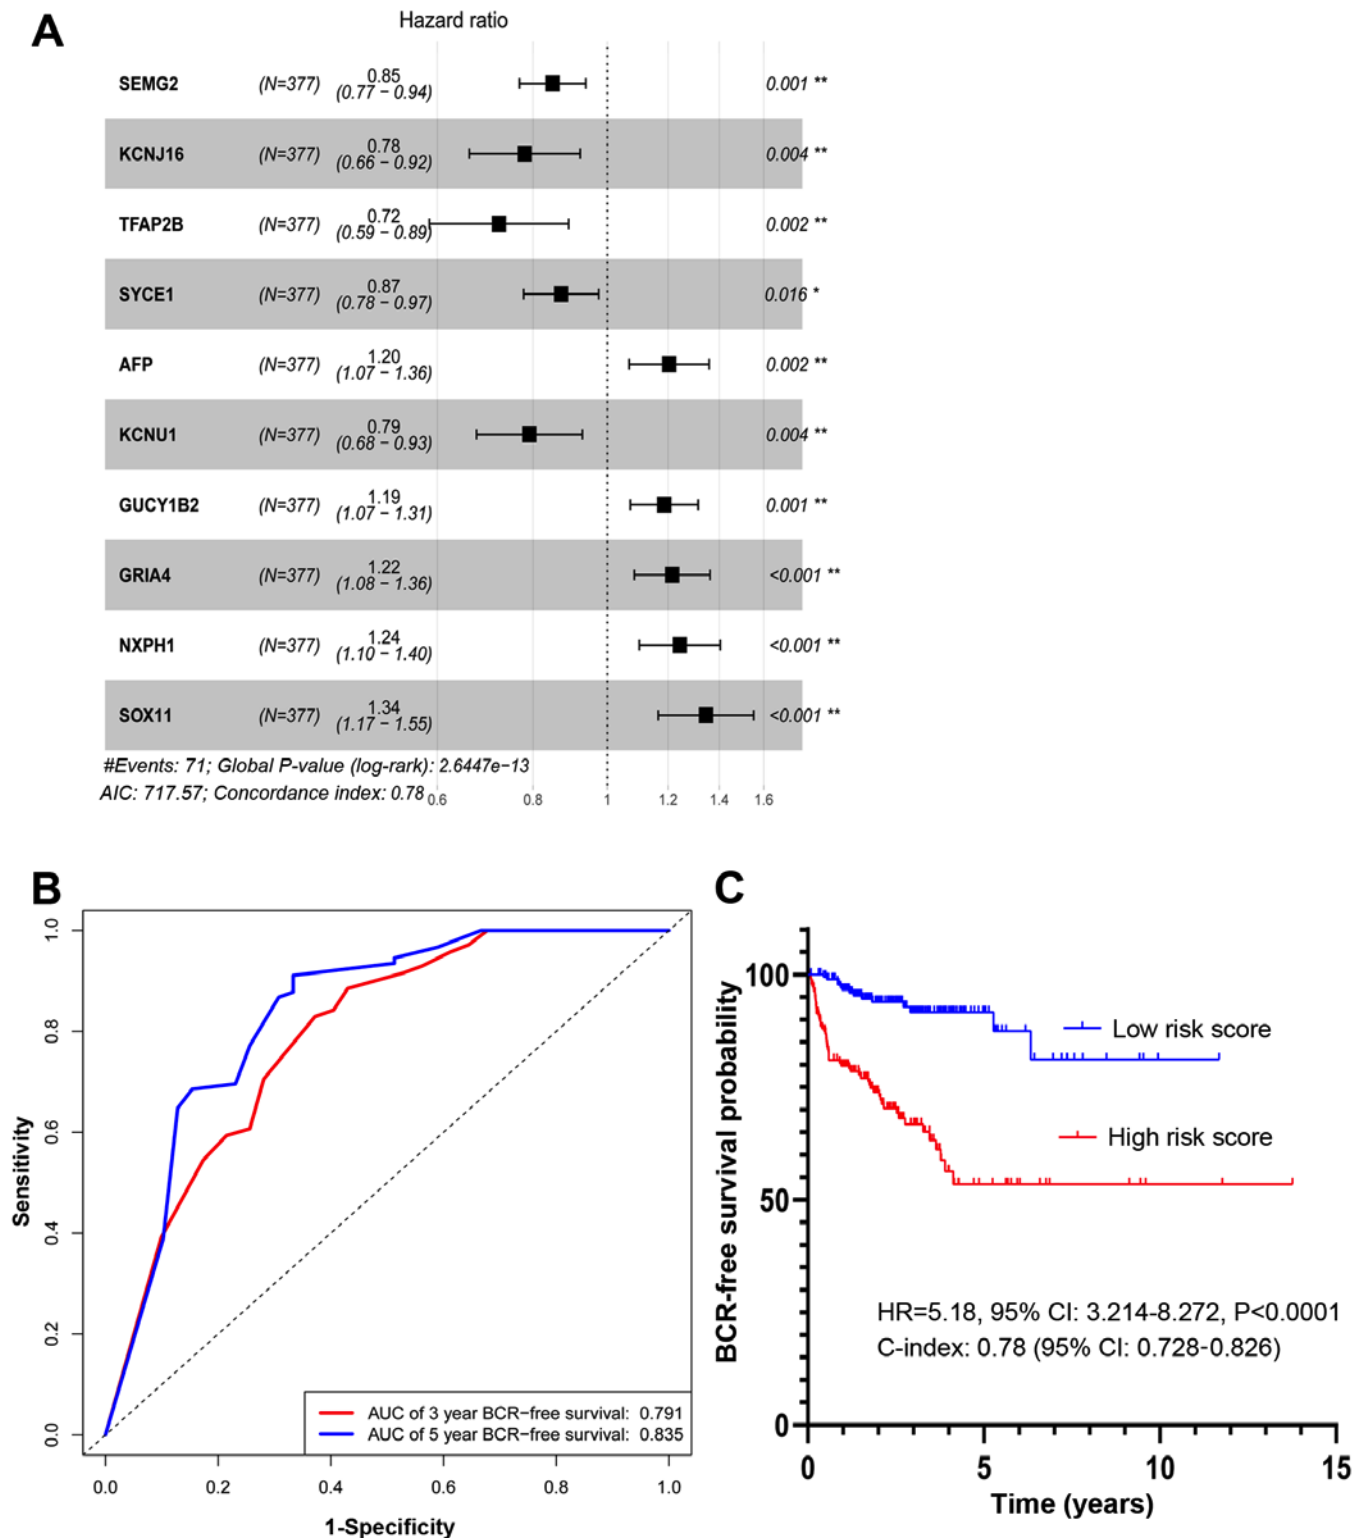 A
Hazard ratio
SEMG2 (N=377) 0.85 (0.77 − 0.94) 0.001 **
KCNJ16 (N=377) 0.78 (0.66 − 0.92) 0.004 **
TFAP2B (N=377) 0.72 (0.59 − 0.89) 0.002 **
SYCE1 (N=377) 0.87 (0.78 − 0.97) 0.016 *
AFP (N=377) 1.20 (1.07 − 1.36) 0.002 **
KCNU1 (N=377) 0.79 (0.68 − 0.93) 0.004 **
GUCY1B2 (N=377) 1.19 (1.07 − 1.31) 0.001 **
GRIA4 (N=377) 1.22 (1.08 − 1.36) <0.001 **
NXPH1 (N=377) 1.24 (1.10 − 1.40) <0.001 **
SOX11 (N=377) 1.34 (1.17 − 1.55) <0.001 **
#Events: 71; Global P-value (log-rark): 2.6447e−13
AIC: 717.57; Concordance index: 0.78
0.6 0.8 1 1.2 1.4 1.6
B
Sensitivity
1.0
0.8
0.6
0.4
0.2
0.0
AUC of 3 year BCR−free survival: 0.791
AUC of 5 year BCR−free survival: 0.835
0.0 0.2 0.4 0.6 0.8 1.0
1-Specificity
C
BCR-free survival probability
100
50
0
Low risk score
High risk score
HR=5.18, 95% CI: 3.214-8.272, P<0.0001
C-index: 0.78 (95% CI: 0.728-0.826)
0 5 10 15
Time (years)